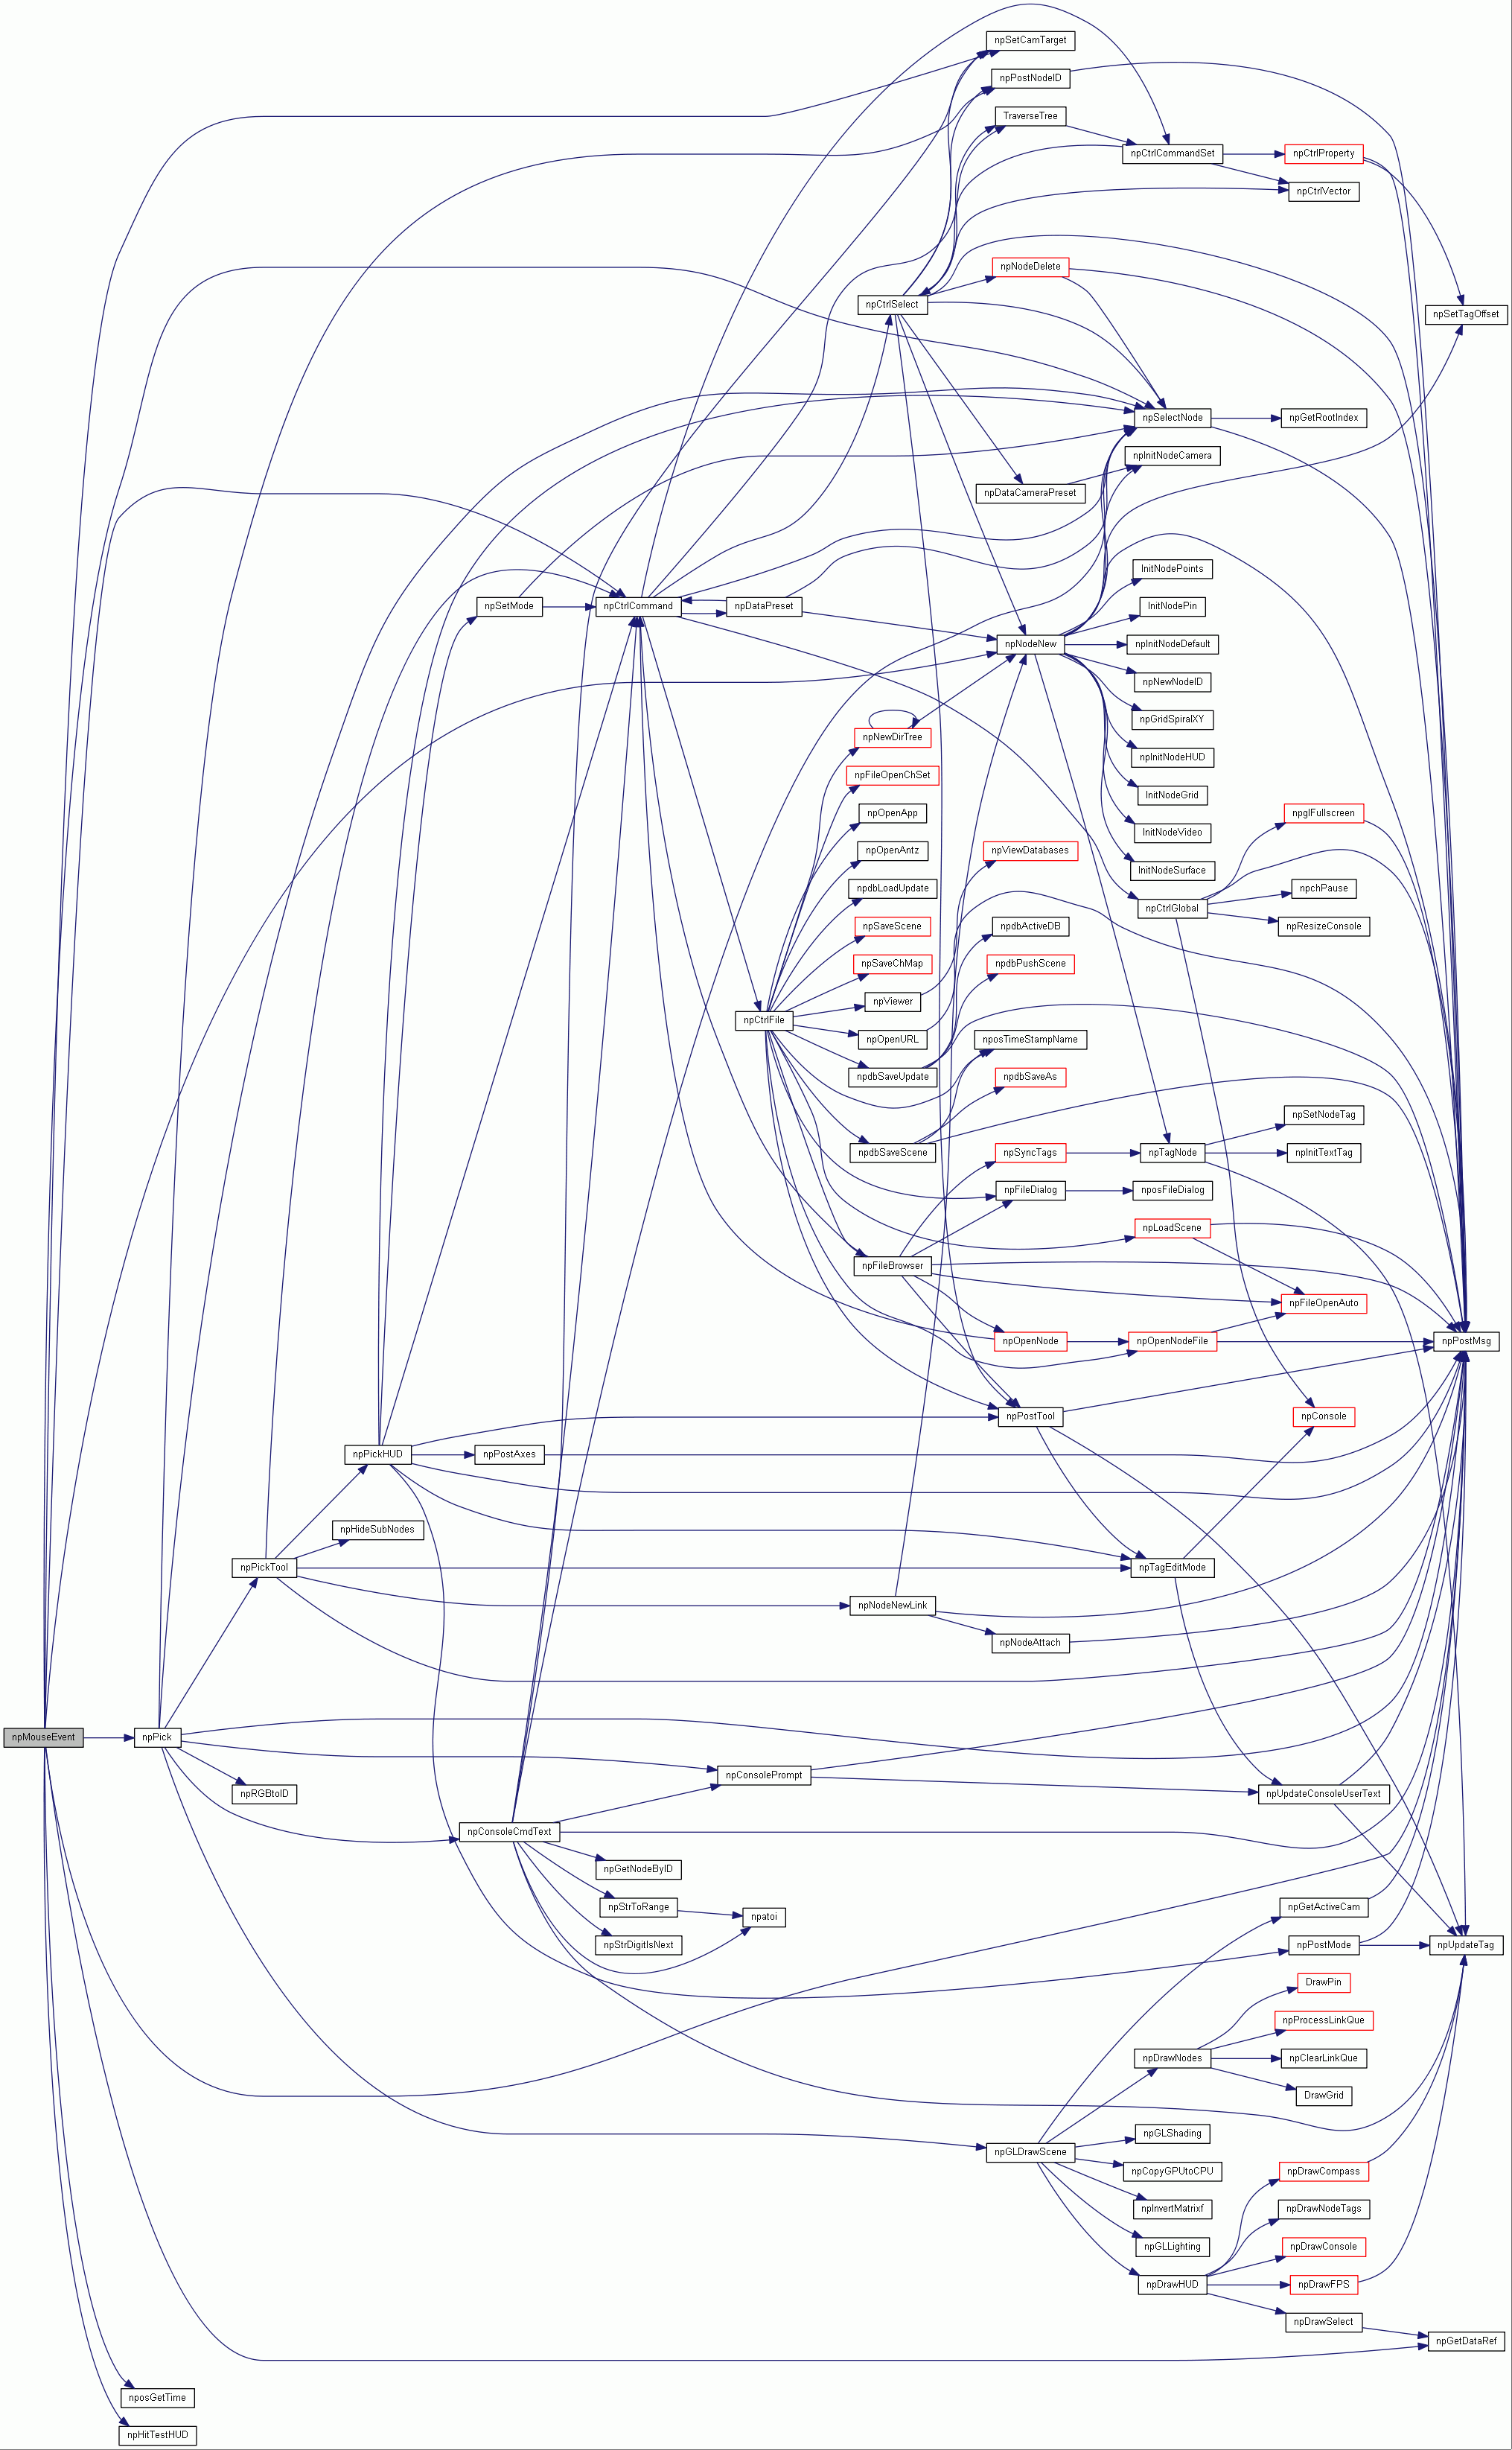 npSetCamTarget
npPostNodeID
TraverseTree
npCtrlCommandSet
npCtrlProperty
npCtrlVector
npNodeDelete
npCtrlSelect
npSetTagOffset
npSelectNode
npGetRootIndex
npInitNodeCamera
npDataCameraPreset
InitNodePoints
npSetMode
npCtrlCommand
npDataPreset
InitNodePin
npNodeNew
npInitNodeDefault
npNewNodeID
npGridSpiralXY
npNewDirTree
npInitNodeHUD
npFileOpenChSet
InitNodeGrid
npOpenApp
npglFullscreen
InitNodeVideo
npOpenAntz
npViewDatabases
InitNodeSurface
npdbLoadUpdate
npchPause
npCtrlGlobal
npSaveScene
npdbActiveDB
npResizeConsole
npSaveChMap
npdbPushScene
npViewer
npCtrlFile
npOpenURL
nposTimeStampName
npdbSaveUpdate
npdbSaveAs
npSetNodeTag
npdbSaveScene
npSyncTags
npTagNode
npInitTextTag
npFileDialog
nposFileDialog
npLoadScene
npFileBrowser
npFileOpenAuto
npOpenNode
npOpenNodeFile
npPostMsg
npPostTool
npConsole
npPickHUD
npPostAxes
npHideSubNodes
npPickTool
npTagEditMode
npNodeNewLink
npNodeAttach
npMouseEvent
npPick
npConsolePrompt
npRGBtoID
npUpdateConsoleUserText
npConsoleCmdText
npGetNodeByID
npStrToRange
npGetActiveCam
npatoi
npStrDigitIsNext
npPostMode
npUpdateTag
DrawPin
npProcessLinkQue
npDrawNodes
npClearLinkQue
DrawGrid
npGLShading
npGLDrawScene
npCopyGPUtoCPU
npDrawCompass
npInvertMatrixf
npDrawNodeTags
npGLLighting
npDrawConsole
npDrawHUD
npDrawFPS
npDrawSelect
npGetDataRef
nposGetTime
npHitTestHUD